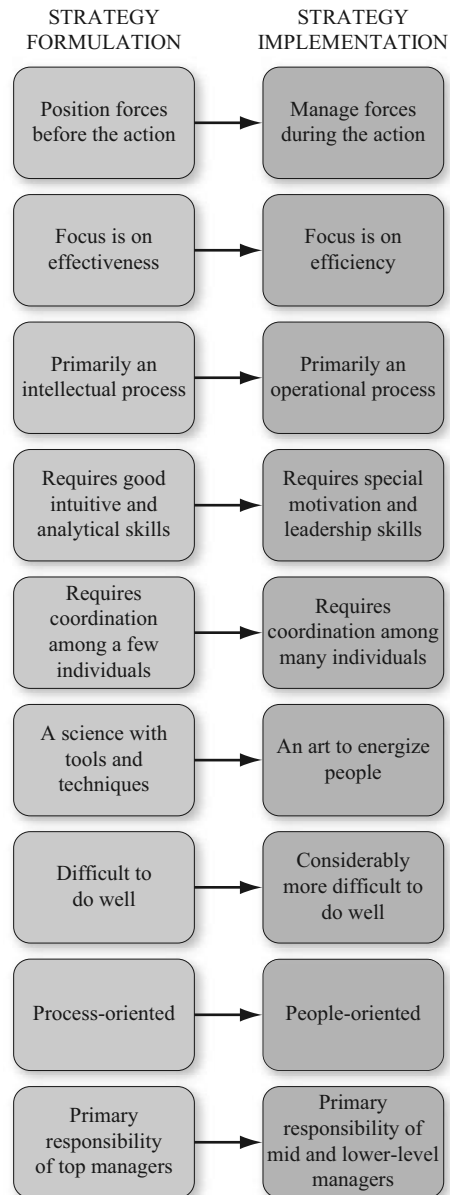 STRATEGY
FORMULATION
STRATEGY
IMPLEMENTATION
Position forces
before the action
Manage forces
during the action
Focus is on
effectiveness
Focus is on
efficiency
Primarily an
intellectual process
Primarily an
operational process
Requires good
intuitive and
analytical skills
Requires special
motivation and
leadership skills
Requires
coordination
among a few
individuals
Requires
coordination among
many individuals
A science with
tools and
techniques
An art to energize
people
Difficult to
do well
Considerably
more difficult to
do well
Process-oriented
People-oriented
Primary
responsibility
of top managers
Primary
responsibility of
mid and lower-level
managers